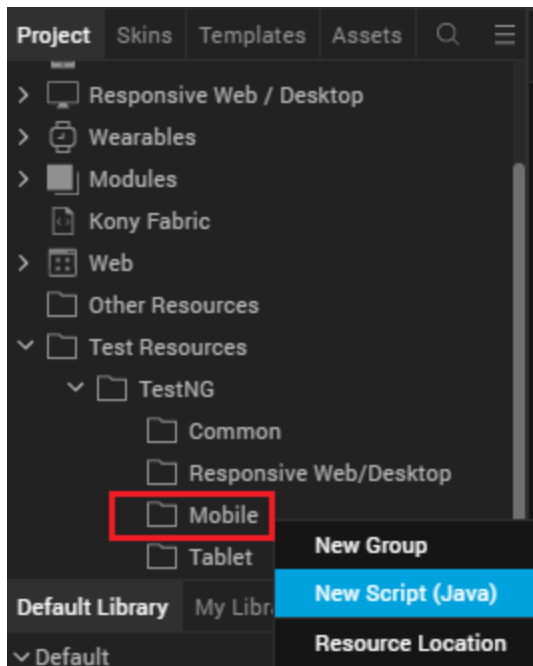 Project Skins Templates Assets
Responsive Web / Desktop
Wearables
Modules
Kony Fabric
Web
Other Resources
Test Resources
TestNG
Common
Responsive Web/Desktop
Mobile
Tablet
New Group
New Script (Java)
Resource Location
Default Library My Libr
Default